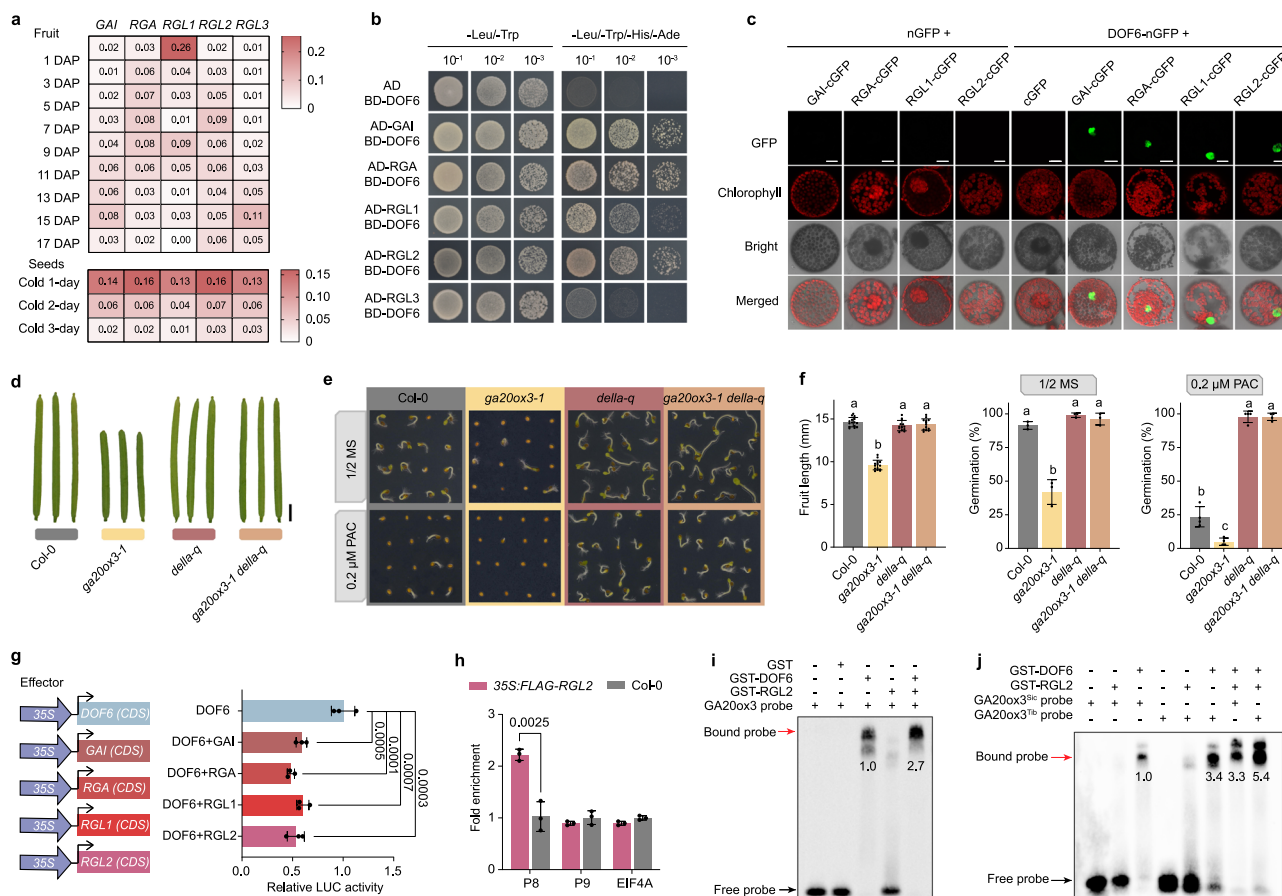 a
GAI RGA RGL1 RGL2 RGL3
Fruit
1 DAP
3 DAP
5 DAP
7 DAP
9 DAP
11 DAP
13 DAP
15 DAP
17 DAP
0.02 0.03 0.26 0.02 0.01
0.01 0.06 0.04 0.03 0.01
0.02 0.07 0.03 0.05 0.01
0.03 0.08 0.01 0.09 0.01
0.04 0.08 0.09 0.06 0.02
0.06 0.06 0.05 0.06 0.03
0.06 0.03 0.01 0.04 0.05
0.08 0.03 0.03 0.05 0.11
0.03 0.02 0.00 0.06 0.05
0.2
0.1
0
Seeds
Cold 1-day 0.14 0.16 0.13 0.16 0.13
Cold 2-day 0.06 0.06 0.04 0.07 0.06
Cold 3-day 0.02 0.02 0.01 0.03 0.03
0.15
0.10
0.05
0
b
-Leu/-Trp -Leu/-Trp/-His/-Ade
10⁻¹ 10⁻² 10⁻³ 10⁻¹ 10⁻² 10⁻³
AD
BD-DOF6
AD-GAI
BD-DOF6
AD-RGA
BD-DOF6
AD-RGL1
BD-DOF6
AD-RGL2
BD-DOF6
AD-RGL3
BD-DOF6
c
nGFP + DOF6-nGFP +
GAI-cGFP RGA-cGFP RGL1-cGFP RGL2-cGFP cGFP GAI-cGFP RGA-cGFP RGL1-cGFP RGL2-cGFP
GFP
Chlorophyll
Bright
Merged
d
Col-0 ga20ox3-1 della-q ga20ox3-1 della-q
e
Col-0 ga20ox3-1 della-q ga20ox3-1 della-q
1/2 MS
0.2 µM PAC
f
Fruit length (mm)
20
15
10
5
0
a b a a
Col-0 ga20ox3-1 della-q ga20ox3-1 della-q
1/2 MS
Germination (%)
100
80
60
40
20
0
a b a a
Col-0 ga20ox3-1 della-q ga20ox3-1 della-q
0.2 µM PAC
Germination (%)
100
80
60
40
20
0
b c a a
Col-0 ga20ox3-1 della-q ga20ox3-1 della-q
g
Effector
35S DOF6 (CDS)
35S GAI (CDS)
35S RGA (CDS)
35S RGL1 (CDS)
35S RGL2 (CDS)
DOF6
DOF6+GAI
DOF6+RGA
DOF6+RGL1
DOF6+RGL2
0.0005
0.0001
0.00007
0.0003
0.0 0.5 1.0 1.5
Relative LUC activity
h
35S:FLAG-RGL2 Col-0
Fold enrichment
3
2
1
0
0.0025
P8 P9 EIF4A
i
GST - + - - -
GST-DOF6 - - + - +
GST-RGL2 - - - + +
GA20ox3 probe + + + + +
Bound probe
1.0 2.7
Free probe
j
GST-DOF6 - - + - - + + +
GST-RGL2 - + - - + - + +
GA20ox3ˢⁱᶜ probe + + + - - - + -
GA20ox3ᵀⁱᵇ probe - - - + + + - +
Bound probe
1.0 3.4 3.3 5.4
Free probe